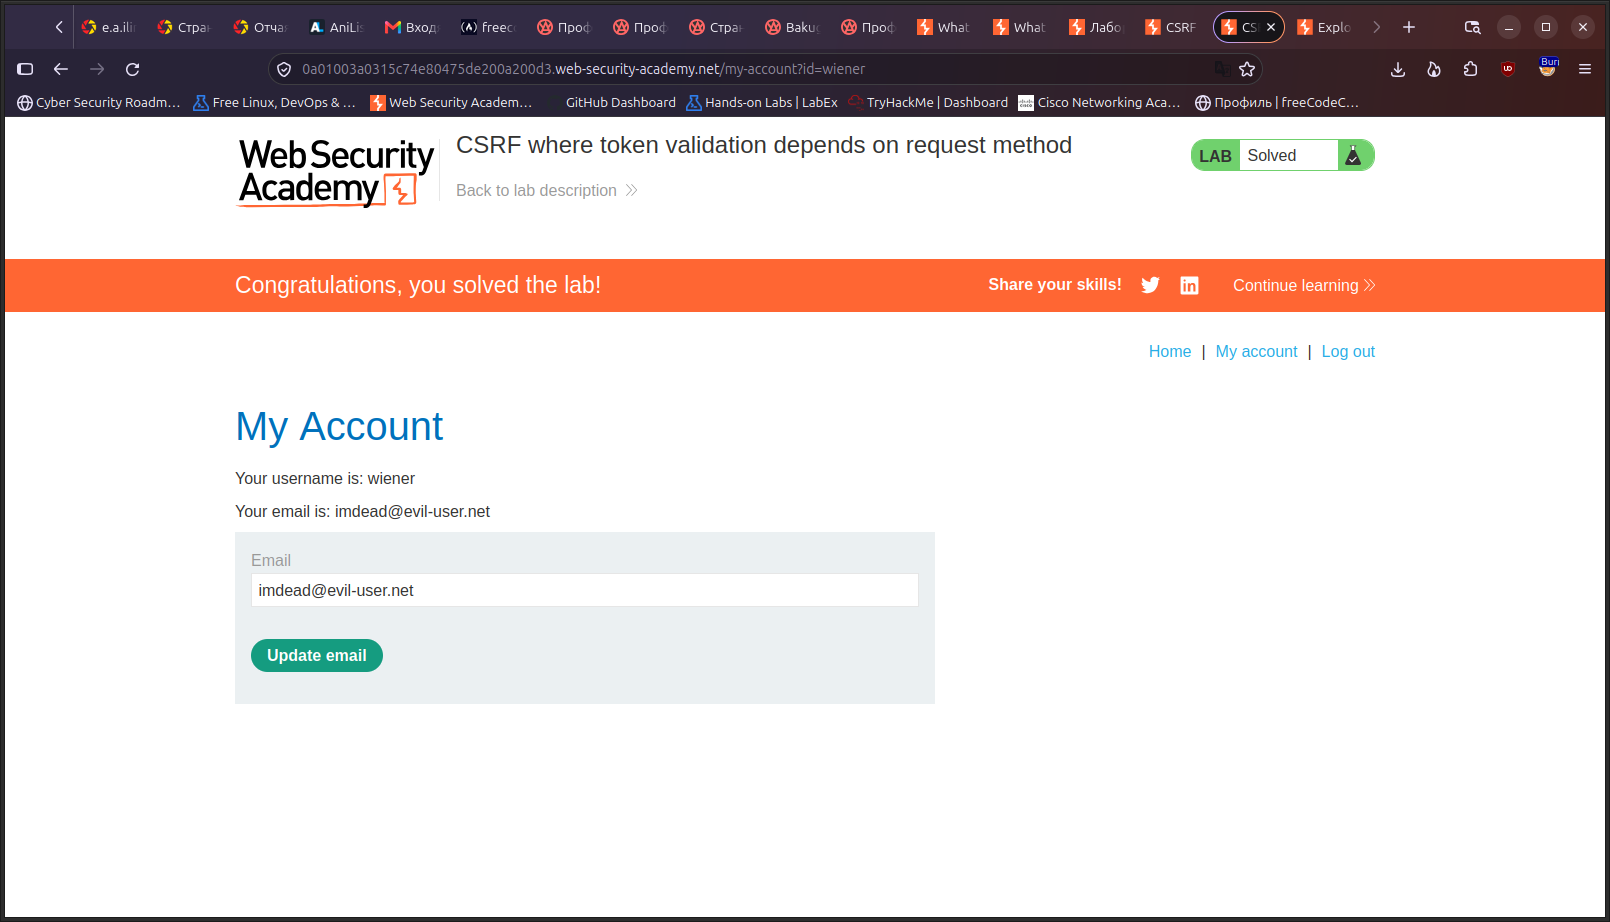 e.a.ili
Стран
Отча
AniLis
Вход
freec
Проф
Проф
Стран
Baku
Проф
What
What
Лабо
CSRF
CS
Explo
0a01003a0315c74e80475de200a200d3.web-security-academy.net/my-account?id=wiener
Cyber Security Roadm...
Free Linux, DevOps & ...
Web Security Academ...
GitHub Dashboard
Hands-on Labs | LabEx
TryHackMe | Dashboard
Cisco Networking Aca...
Профиль | freeCodeC...
Web Security
Academy
CSRF where token validation depends on request method
Back to lab description
LAB Solved
Congratulations, you solved the lab!
Share your skills!
Continue learning
Home | My account | Log out
My Account
Your username is: wiener
Your email is: imdead@evil-user.net
Email
imdead@evil-user.net
Update email